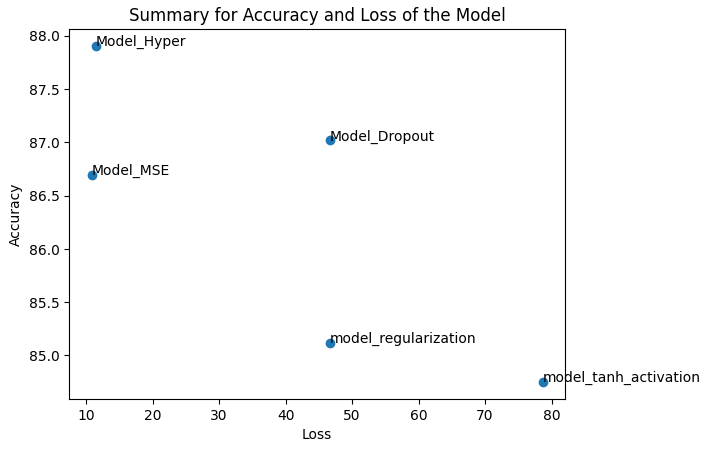 Summary for Accuracy and Loss of the Model
88.0
Model_Hyper
87.5
87.0
Model_Dropout
Model_MSE
86.5
Accuracy
86.0
85.5
model_regularization
85.0
model_tanh_activation
10 20 30 40 50 60 70 80
Loss